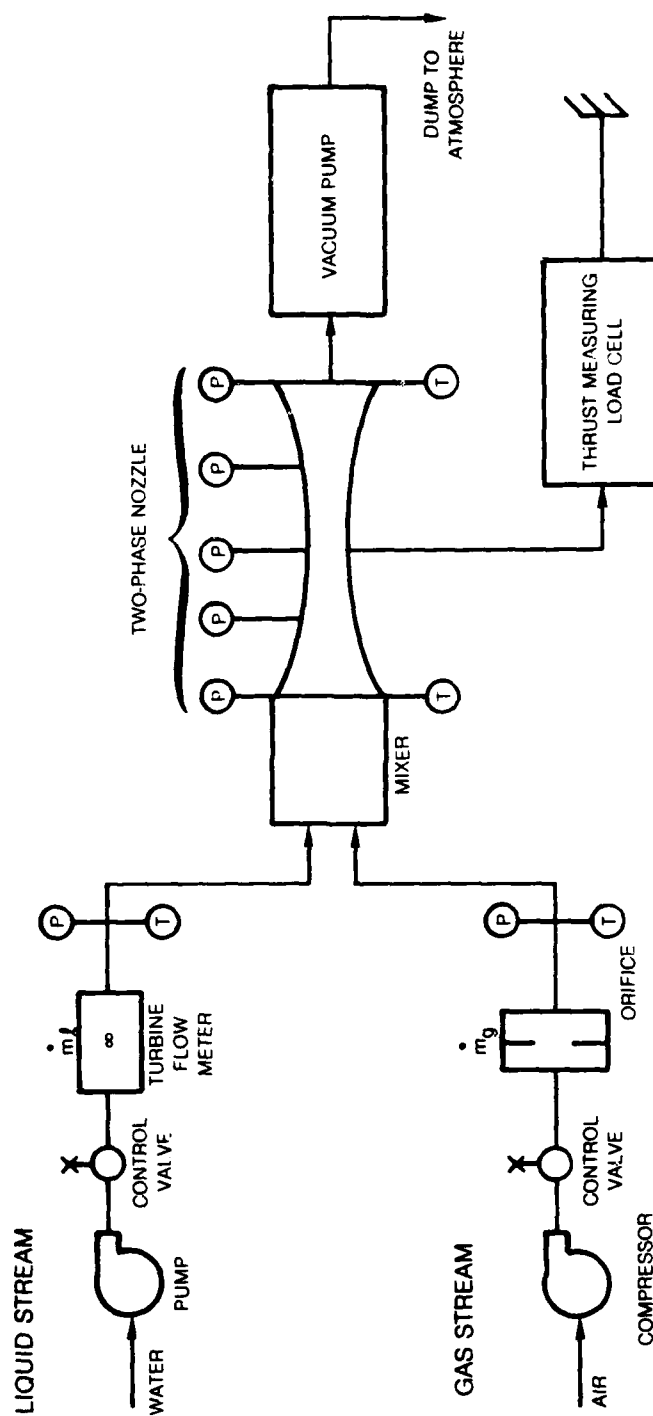 LIQUID STREAM
WATER
PUMP
CONTROL
VALVE
ṁl
∞
TURBINE
FLOW
METER
P
T
GAS STREAM
AIR
COMPRESSOR
CONTROL
VALVE
ṁg
ORIFICE
P
T
MIXER
TWO-PHASE NOZZLE
P
P
P
P
P
T
T
VACUUM PUMP
DUMP TO
ATMOSPHERE
THRUST MEASURING
LOAD CELL